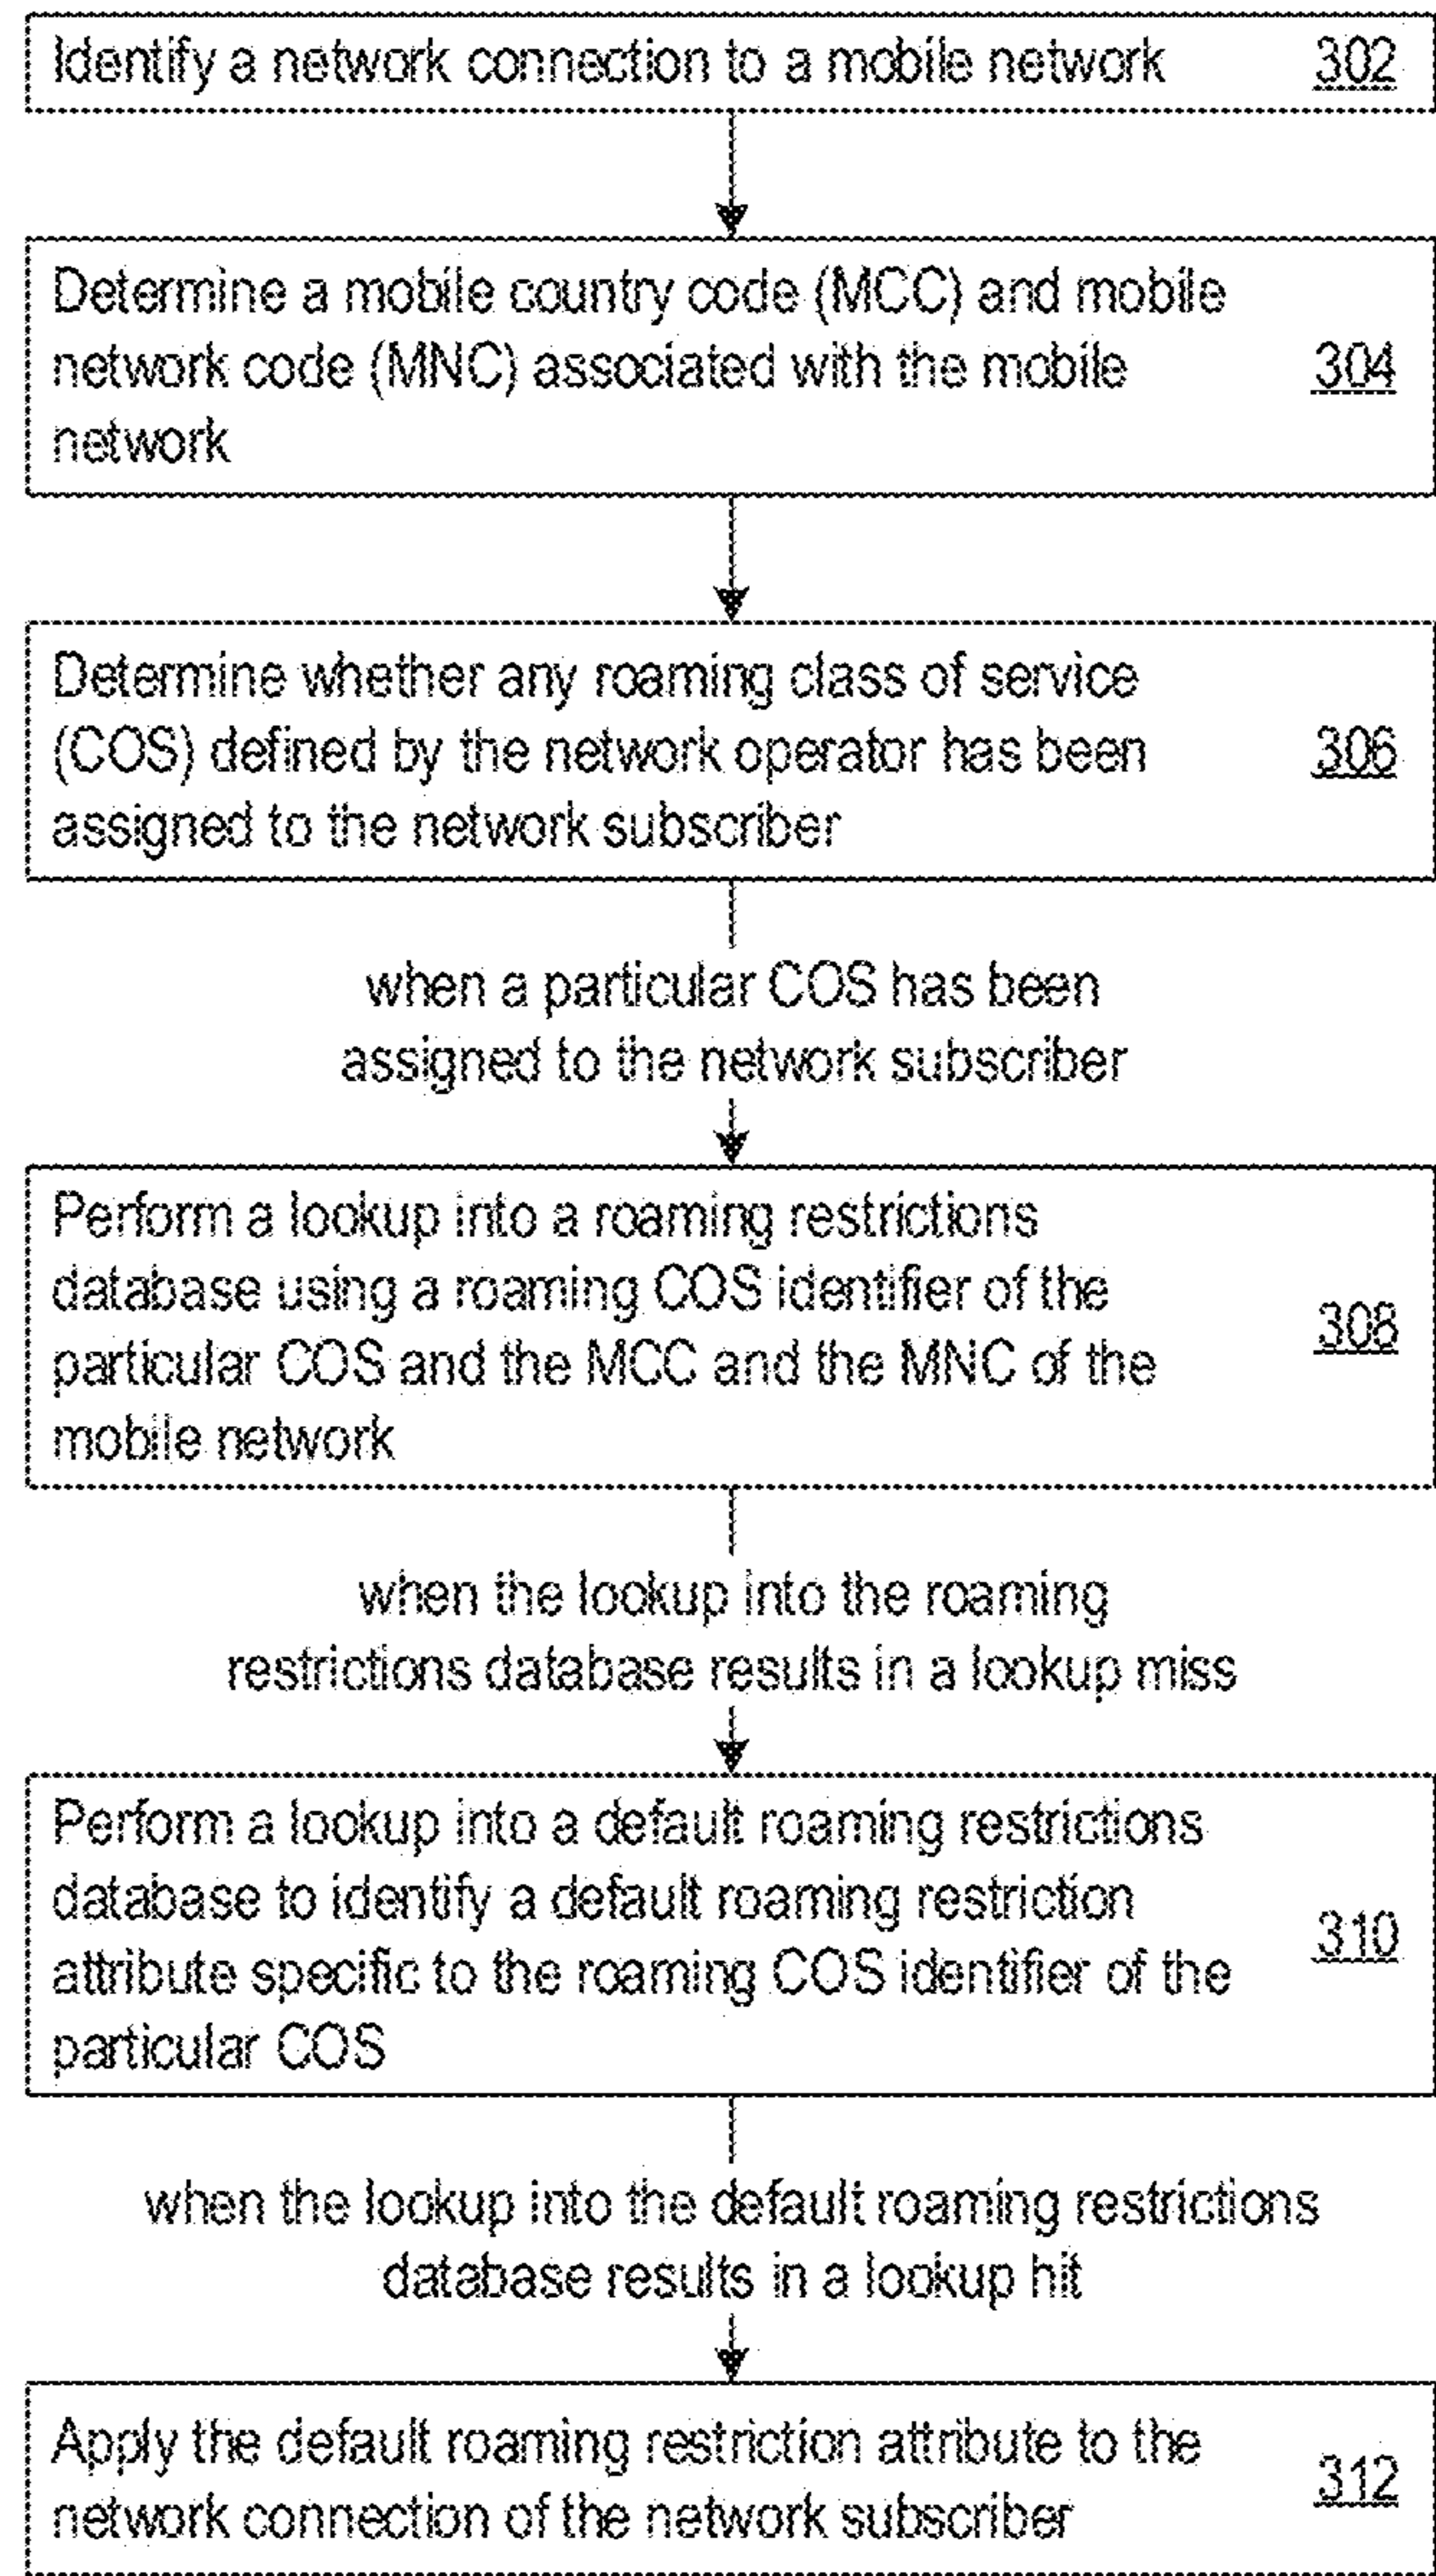 Identify a network connection to a mobile network 302
Determine a mobile country code (MCC) and mobile
network code (MNC) associated with the mobile 304
network
Determine whether any roaming class of service
(COS) defined by the network operator has been 306
assigned to the network subscriber
when a particular COS has been
assigned to the network subscriber
Perform a lookup into a roaming restrictions
database using a roaming COS identifier of the
308
particular COS and the MCC and the MNC of the
mobile network
when the lookup into the roaming
restrictions database results in a lookup miss
Perform a lookup into a default roaming restrictions
database to identify a default roaming restriction
310
attribute specific to the roaming COS identifier of the
particular COS
when the lookup into the default roaming restrictions
database results in a lookup hit
Apply the default roaming restriction attribute to the
312
network connection of the network subscriber